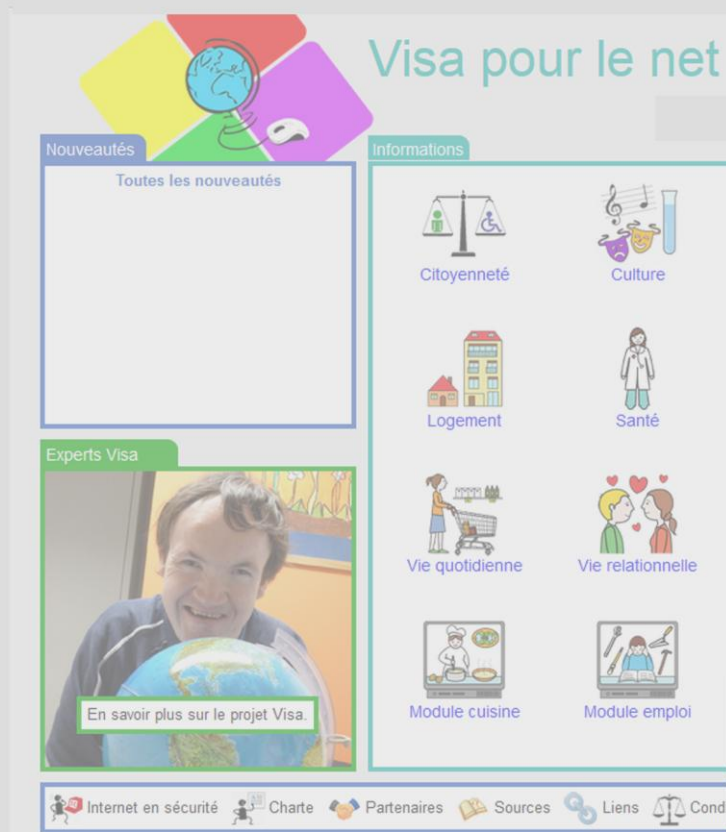 Visa pour le net
Nouveautés
Toutes les nouveautés
Informations
Citoyenneté
Culture
Logement
Santé
Experts Visa
Vie quotidienne
Vie relationnelle
En savoir plus sur le projet Visa.
Module cuisine
Module emploi
Internet en sécurité Charte Partenaires Sources Liens Cond